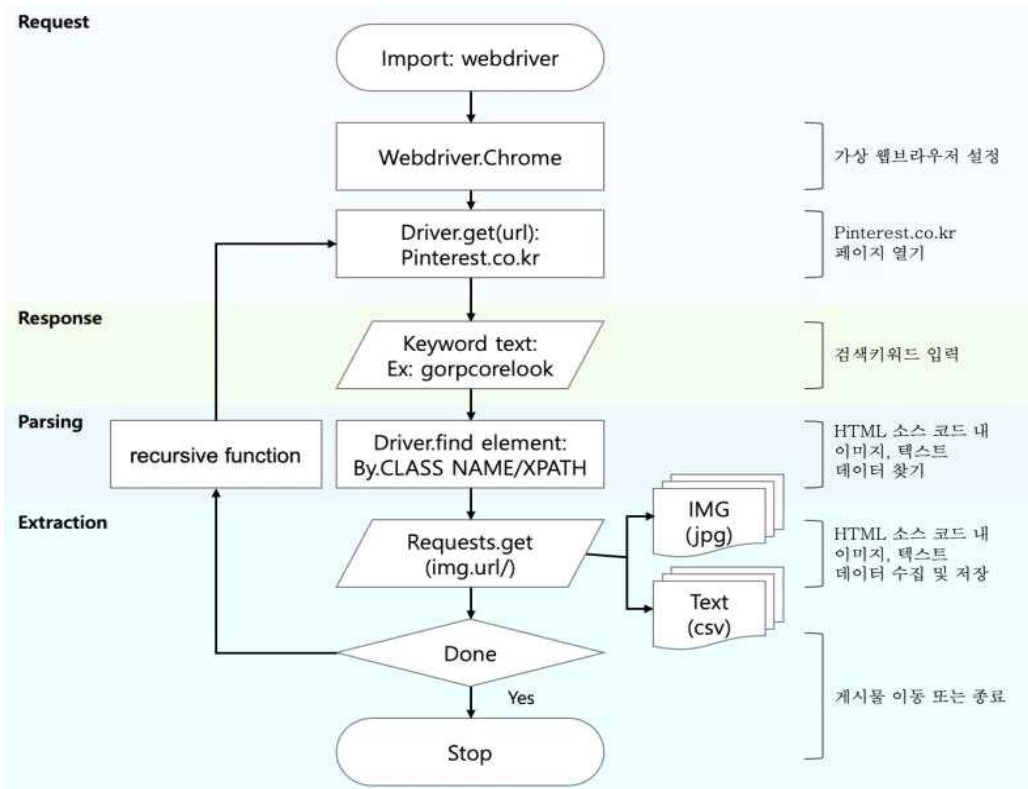 Request
Import: webdriver
Webdriver.Chrome
가상 웹브라우저 설정
Driver.get(url):
Pinterest.co.kr
Pinterest.co.kr
페이지 열기
Response
Keyword text:
Ex: gorpcorelook
검색키워드 입력
Parsing
recursive function
Driver.find element:
By.CLASS NAME/XPATH
HTML 소스 코드 내
이미지, 텍스트
데이터 찾기
Extraction
Requests.get
(img.url/)
IMG
(jpg)
Text
(csv)
HTML 소스 코드 내
이미지, 텍스트
데이터 수집 및 저장
Done
Yes
게시물 이동 또는 종료
Stop